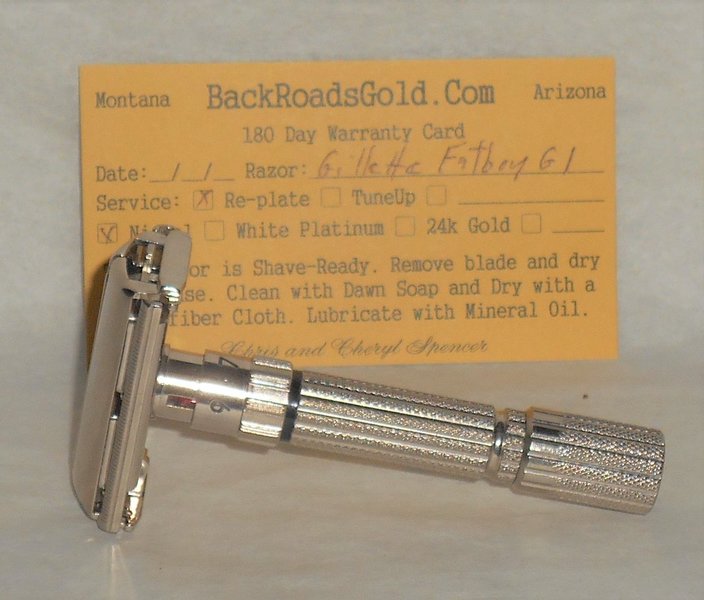 Montana BackRoadsGold.Com Arizona
180 Day Warranty Card
Date: / / Razor: Gillette Fatboy G1
Service: X Re-plate TuneUp
White Platinum 24k Gold
is Shave-Ready. Remove blade and dry
Clean with Dawn Soap and Dry with a
Cloth. Lubricate with Mineral Oil.
Chris and Cheryl Spencer
9